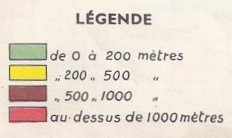 LÉGENDE
de 0 à 200 mètres
„ 200 „ 500 „
„ 500 „ 1000 „
au-dessus de 1000 mètres